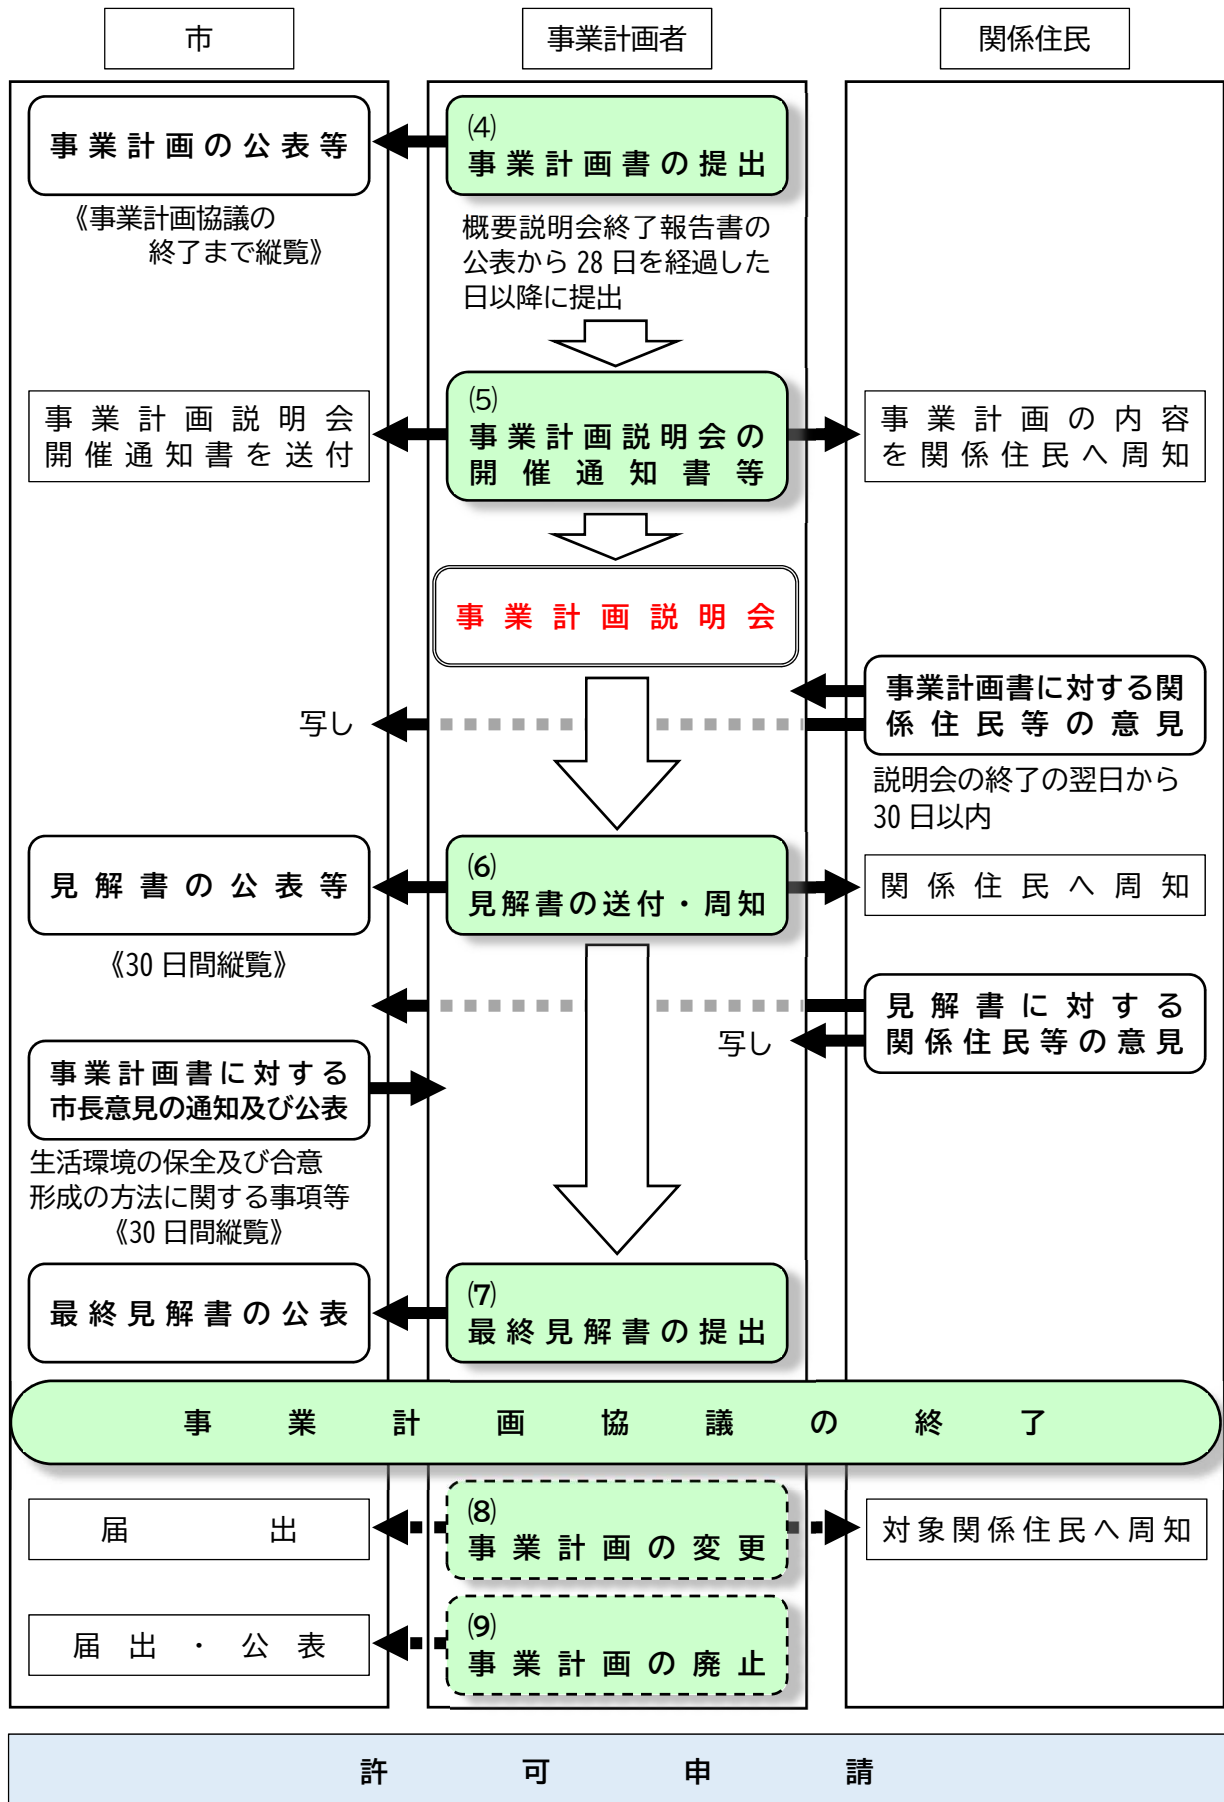 市
事業計画者
関係住民
事業計画の公表等
《事業計画協議の
終了まで縦覧》
⑷
事業計画書の提出
概要説明会終了報告書の
公表から 28 日を経過した
日以降に提出
事業計画説明会
開催通知書を送付
⑸
事業計画説明会の
開催通知書等
事業計画の内容
を関係住民へ周知
事業計画説明会
事業計画書に対する関
係住民等の意見
写し
説明会の終了の翌日から
30 日以内
見解書の公表等
《30 日間縦覧》
⑹
見解書の送付・周知
関係住民へ周知
見解書に対する
関係住民等の意見
写し
事業計画書に対する
市長意見の通知及び公表
生活環境の保全及び合意
形成の方法に関する事項等
《30 日間縦覧》
最終見解書の公表
⑺
最終見解書の提出
事業計画協議の終了
届出
⑻
事業計画の変更
対象関係住民へ周知
届出・公表
⑼
事業計画の廃止
許可申請